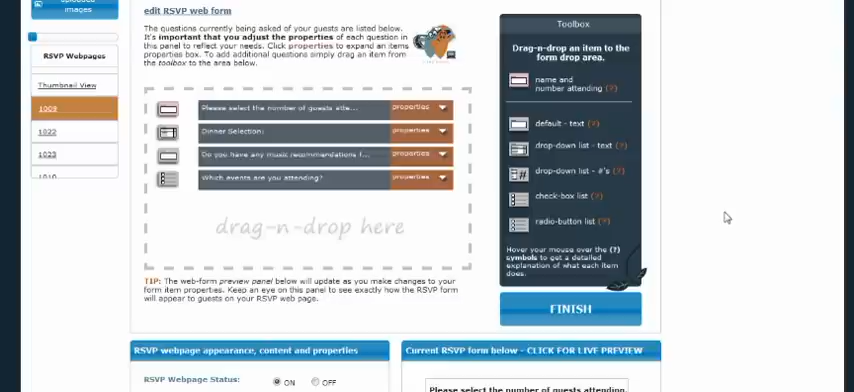 images
RSVP Webpages
Thumbnail View
1009
1022
1023
1010
edit RSVP web form
The questions currently being asked of your guests are listed below.
It's important that you adjust the properties of each question in
this panel to reflect your needs. Click properties to expand an items
properties box. To add additional questions simply drag an item from
the toolbox to the area below.
Please select the number of guests atte... properties
Dinner Selection: properties
Do you have any music recommendations f... properties
Which events are you attending? properties
drag-n-drop here
TIP: The web-form preview panel below will update as you make changes to your
form item properties. Keep an eye on this panel to see exactly how the RSVP form
will appear to guests on your RSVP web page.
Toolbox
Drag-n-drop an item to the
form drop area.
name and
number attending (?)
default - text (?)
drop-down list - text (?)
drop-down list - #'s (?)
check-box list (?)
radio-button list (?)
Hover your mouse over the (?)
symbols to get a detailed
explanation of what each item
does.
FINISH
RSVP webpage appearance, content and properties
RSVP Webpage Status: ON OFF
Current RSVP form below - CLICK FOR LIVE PREVIEW
Please select the number of guests attending.